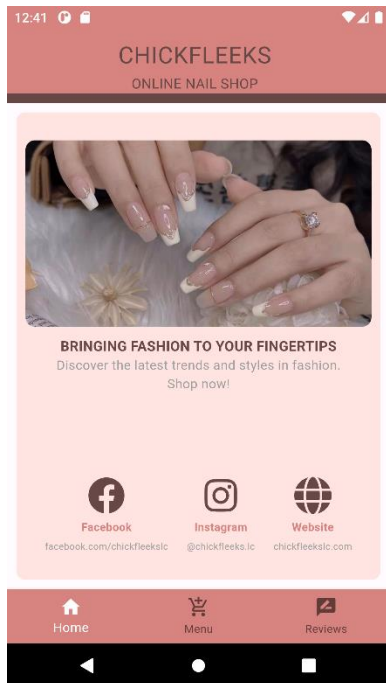 12:41
CHICKFLEEKS
ONLINE NAIL SHOP
BRINGING FASHION TO YOUR FINGERTIPS
Discover the latest trends and styles in fashion.
Shop now!
Facebook Instagram Website
facebook.com/chickfleekslc @chickfleeks.lc chickfleekslc.com
Home Menu Reviews